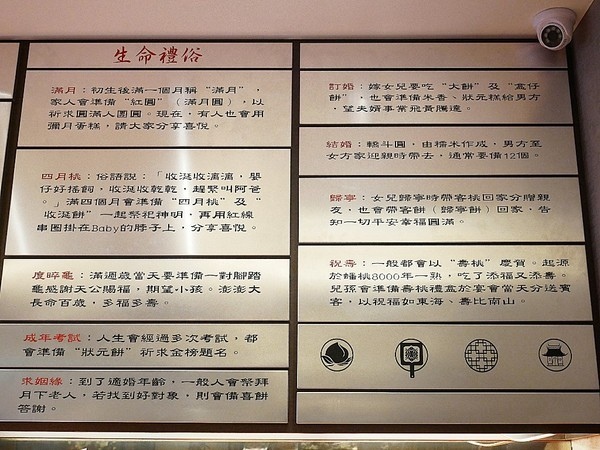 生命禮俗
滿月：初生後滿一個月稱“滿月”，
家人會準備“紅圓”（滿月圓），以
祈求圓滿人團圓。現在，有人也會用
彌月蛋糕，請大家分享喜悅。
四月桃：俗語說：「收涎收漓漓，嬰
仔好搖飼，收涎收乾乾，趕緊叫阿爸
。」滿四個月會準備“四月桃”及“
收涎餅”一起祭祀神明，再用紅線
串圈掛在Baby的脖子上，分享喜悅。
度晬龜：滿週歲當天要準備一對腳踏
龜感謝天公賜福，期望小孩。澎澎大
長命百歲，多福多壽。
成年考試：人生會經過多次考試，都
會準備“狀元餅”祈求金榜題名。
求姻緣：到了適婚年齡，一般人會祭拜
月下老人，若找到好對象，則會備喜餅
答謝。
訂婚：嫁女兒要吃“大餅”及“盒仔
餅”，也會準備米香、狀元糕給男方
，望夫婿事業飛黃騰達。
結婚：轎斗圓，由糯米作成，男方至
女方家迎親時帶去，通常要備12個。
歸寧：女兒歸寧時帶客桃回家分贈親
友，也會帶客餅（歸寧餅）回家，告
知一切平安幸福圓滿。
祝壽：一般都會以“壽桃”慶賀。起源
於蟠桃8000年一熟，吃了添福又添壽。
兒孫會準備壽桃禮盒於宴會當天分送賓
客，以祝福如東海、壽比南山。